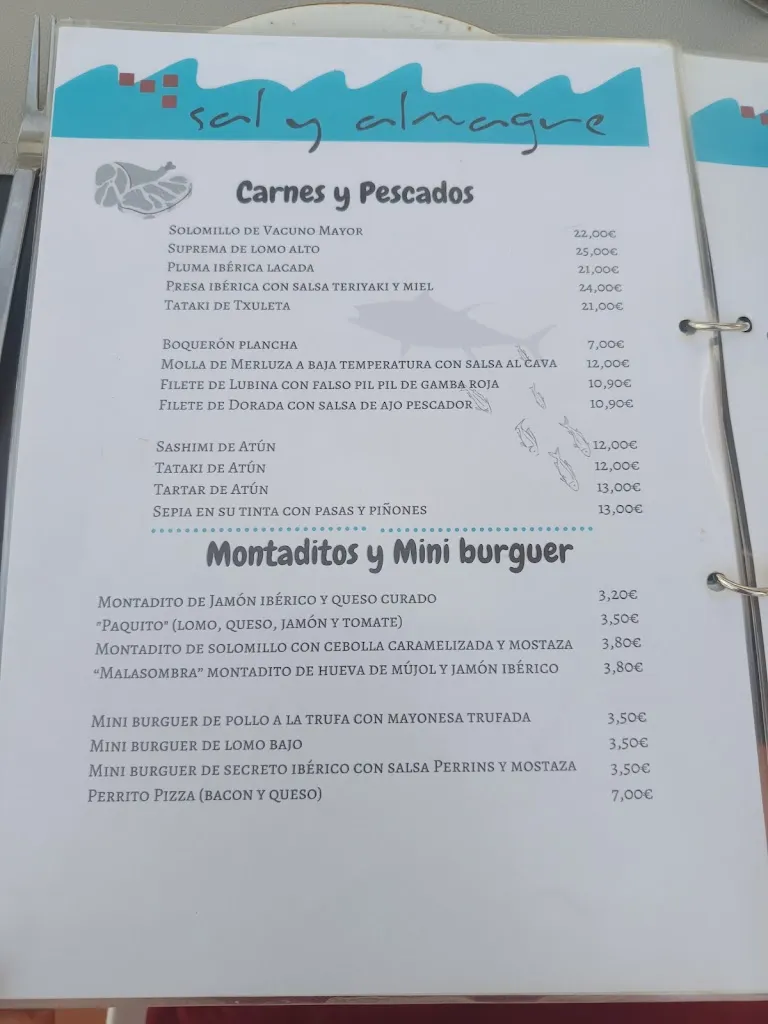 sal y almagre
Carnes y Pescados
Solomillo de Vacuno Mayor 22,00€
Suprema de lomo alto 25,00€
Pluma ibérica lacada 21,00€
Presa ibérica con salsa teriyaki y miel 24,00€
Tataki de Txuleta 21,00€
Boquerón plancha 7,00€
Molla de Merluza a baja temperatura con salsa al cava 12,00€
Filete de Lubina con falso pil pil de gamba roja 10,90€
Filete de Dorada con salsa de ajo pescador 10,90€
Sashimi de Atún 12,00€
Tataki de Atún 12,00€
Tartar de Atún 13,00€
Sepia en su tinta con pasas y piñones 13,00€
Montaditos y Mini burguer
Montadito de Jamón ibérico y queso curado 3,20€
"Paquito" (lomo, queso, jamón y tomate) 3,50€
Montadito de solomillo con cebolla caramelizada y mostaza 3,80€
“Malasombra” montadito de hueva de mújol y jamón ibérico 3,80€
Mini burguer de pollo a la trufa con mayonesa trufada 3,50€
Mini burguer de lomo bajo 3,50€
Mini burguer de secreto ibérico con salsa Perrins y mostaza 3,50€
Perrito Pizza (bacon y queso) 7,00€